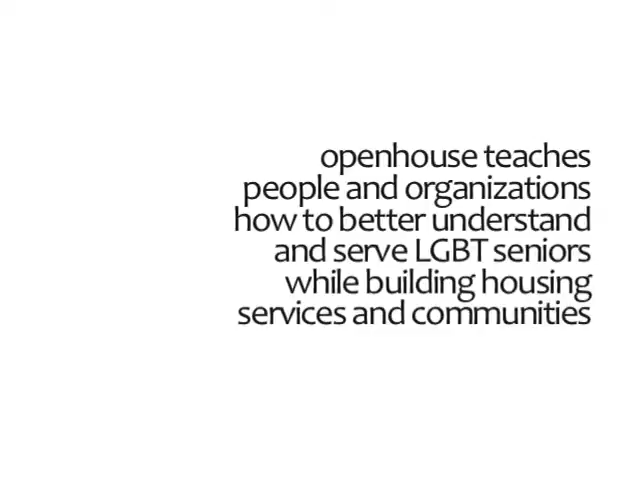 openhouse teaches
people and organizations
how to better understand
and serve LGBT seniors
while building housing
services and communities